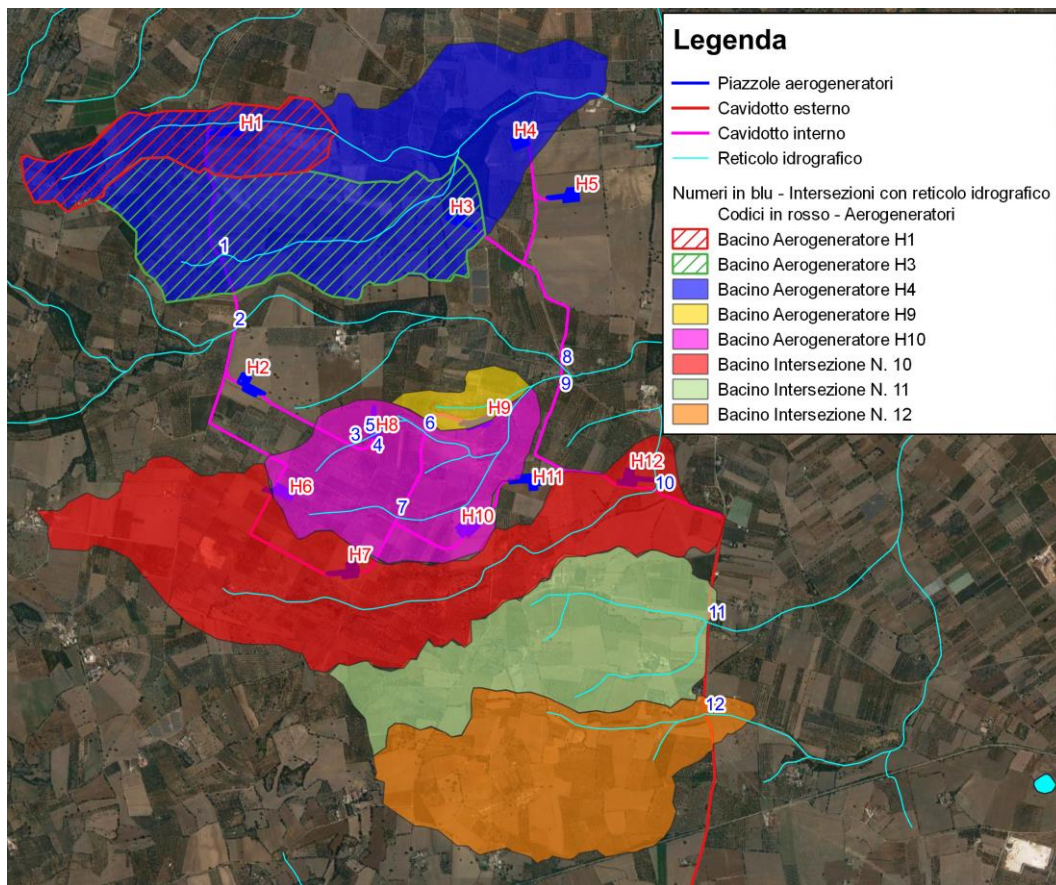 Legenda
Piazzole aerogeneratori
Cavidotto esterno
Cavidotto interno
Reticolo idrografico
Numeri in blu - Intersezioni con reticolo idrografico
Codici in rosso - Aerogeneratori
Bacino Aerogeneratore H1
Bacino Aerogeneratore H3
Bacino Aerogeneratore H4
Bacino Aerogeneratore H9
Bacino Aerogeneratore H10
Bacino Intersezione N. 10
Bacino Intersezione N. 11
Bacino Intersezione N. 12
H1
H4
H5
H3
1
2
8
9
H2
H9
5
H8
6
3
4
H6
H11
H12
10
7
H10
H7
11
12